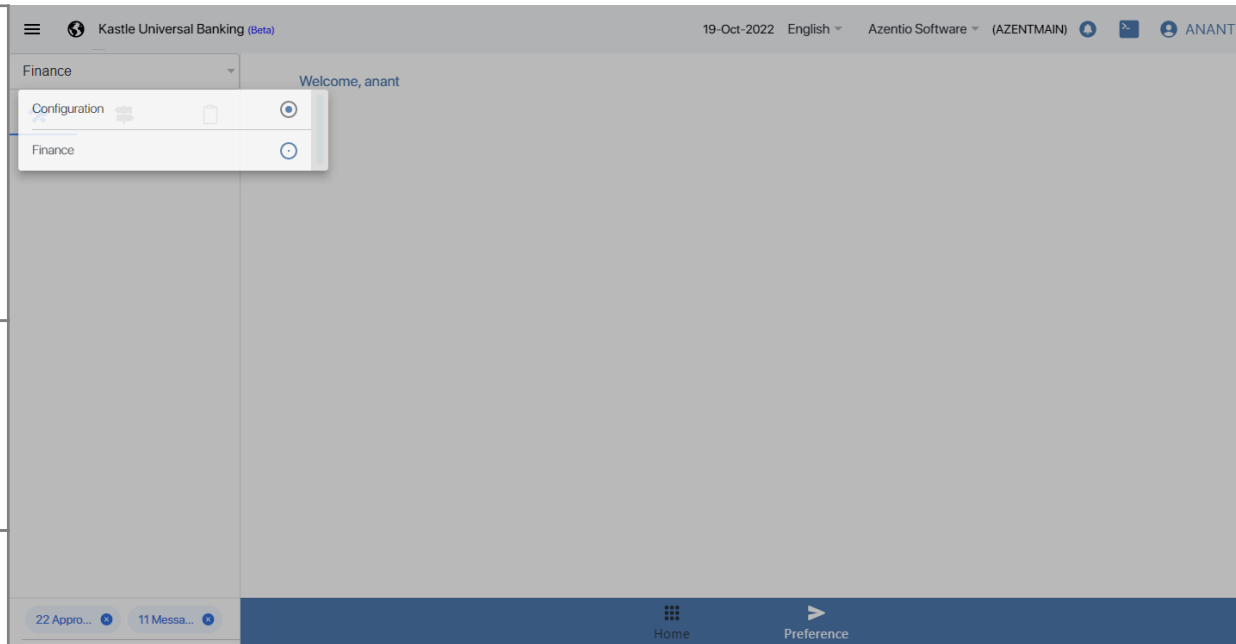 Kastle Universal Banking (Beta) 19-Oct-2022 English Azentio Software (AZENTMAIN) ANANT
Finance
Welcome, anant
Configuration
Finance
22 Appro... 11 Messa...
Home Preference